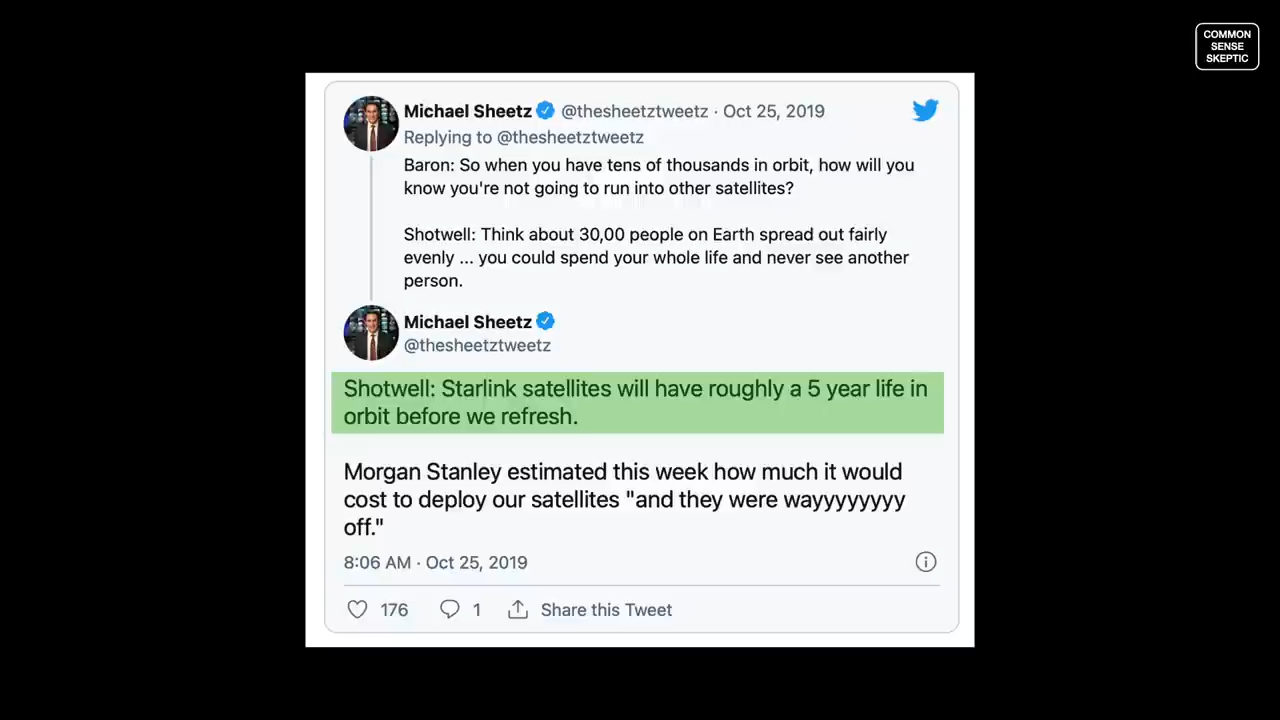 COMMON
SENSE
SKEPTIC
Michael Sheetz @thesheetztweetz · Oct 25, 2019
Replying to @thesheetztweetz
Baron: So when you have tens of thousands in orbit, how will you
know you're not going to run into other satellites?
Shotwell: Think about 30,00 people on Earth spread out fairly
evenly ... you could spend your whole life and never see another
person.
Michael Sheetz
@thesheetztweetz
Shotwell: Starlink satellites will have roughly a 5 year life in
orbit before we refresh.
Morgan Stanley estimated this week how much it would
cost to deploy our satellites "and they were wayyyyyyyy
off."
8:06 AM · Oct 25, 2019
176 1 Share this Tweet